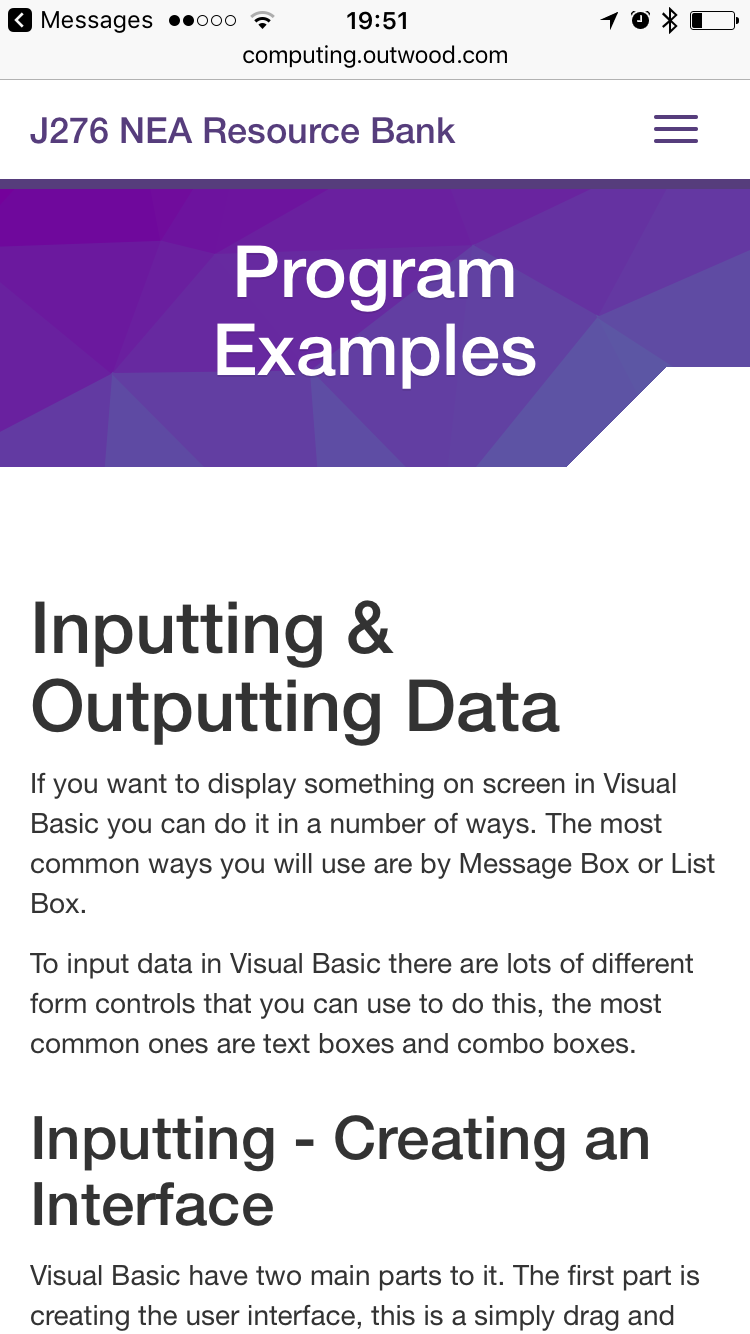 Messages 19:51
computing.outwood.com
J276 NEA Resource Bank
Program
Examples
Inputting &
Outputting Data
If you want to display something on screen in Visual
Basic you can do it in a number of ways. The most
common ways you will use are by Message Box or List
Box.
To input data in Visual Basic there are lots of different
form controls that you can use to do this, the most
common ones are text boxes and combo boxes.
Inputting - Creating an
Interface
Visual Basic have two main parts to it. The first part is
creating the user interface, this is a simply drag and